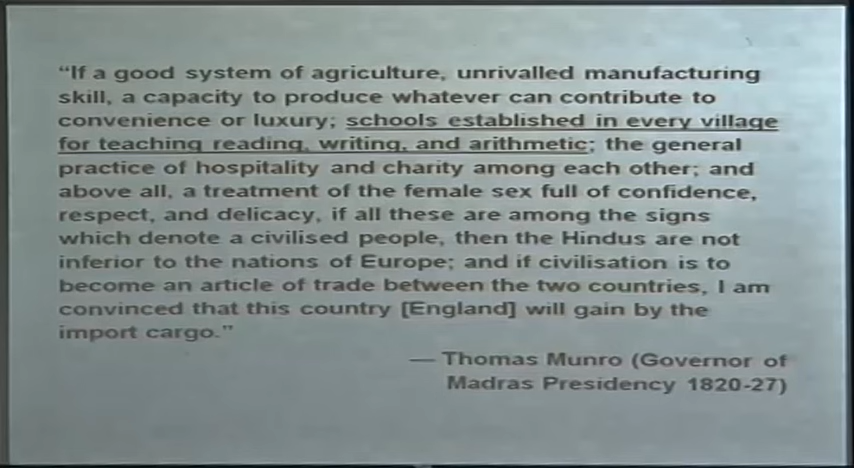 “If a good system of agriculture, unrivalled manufacturing
skill, a capacity to produce whatever can contribute to
convenience or luxury; schools established in every village
for teaching reading, writing, and arithmetic; the general
practice of hospitality and charity among each other; and
above all, a treatment of the female sex full of confidence,
respect, and delicacy, if all these are among the signs
which denote a civilised people, then the Hindus are not
inferior to the nations of Europe; and if civilisation is to
become an article of trade between the two countries, I am
convinced that this country [England] will gain by the
import cargo.”
— Thomas Munro (Governor of
Madras Presidency 1820-27)